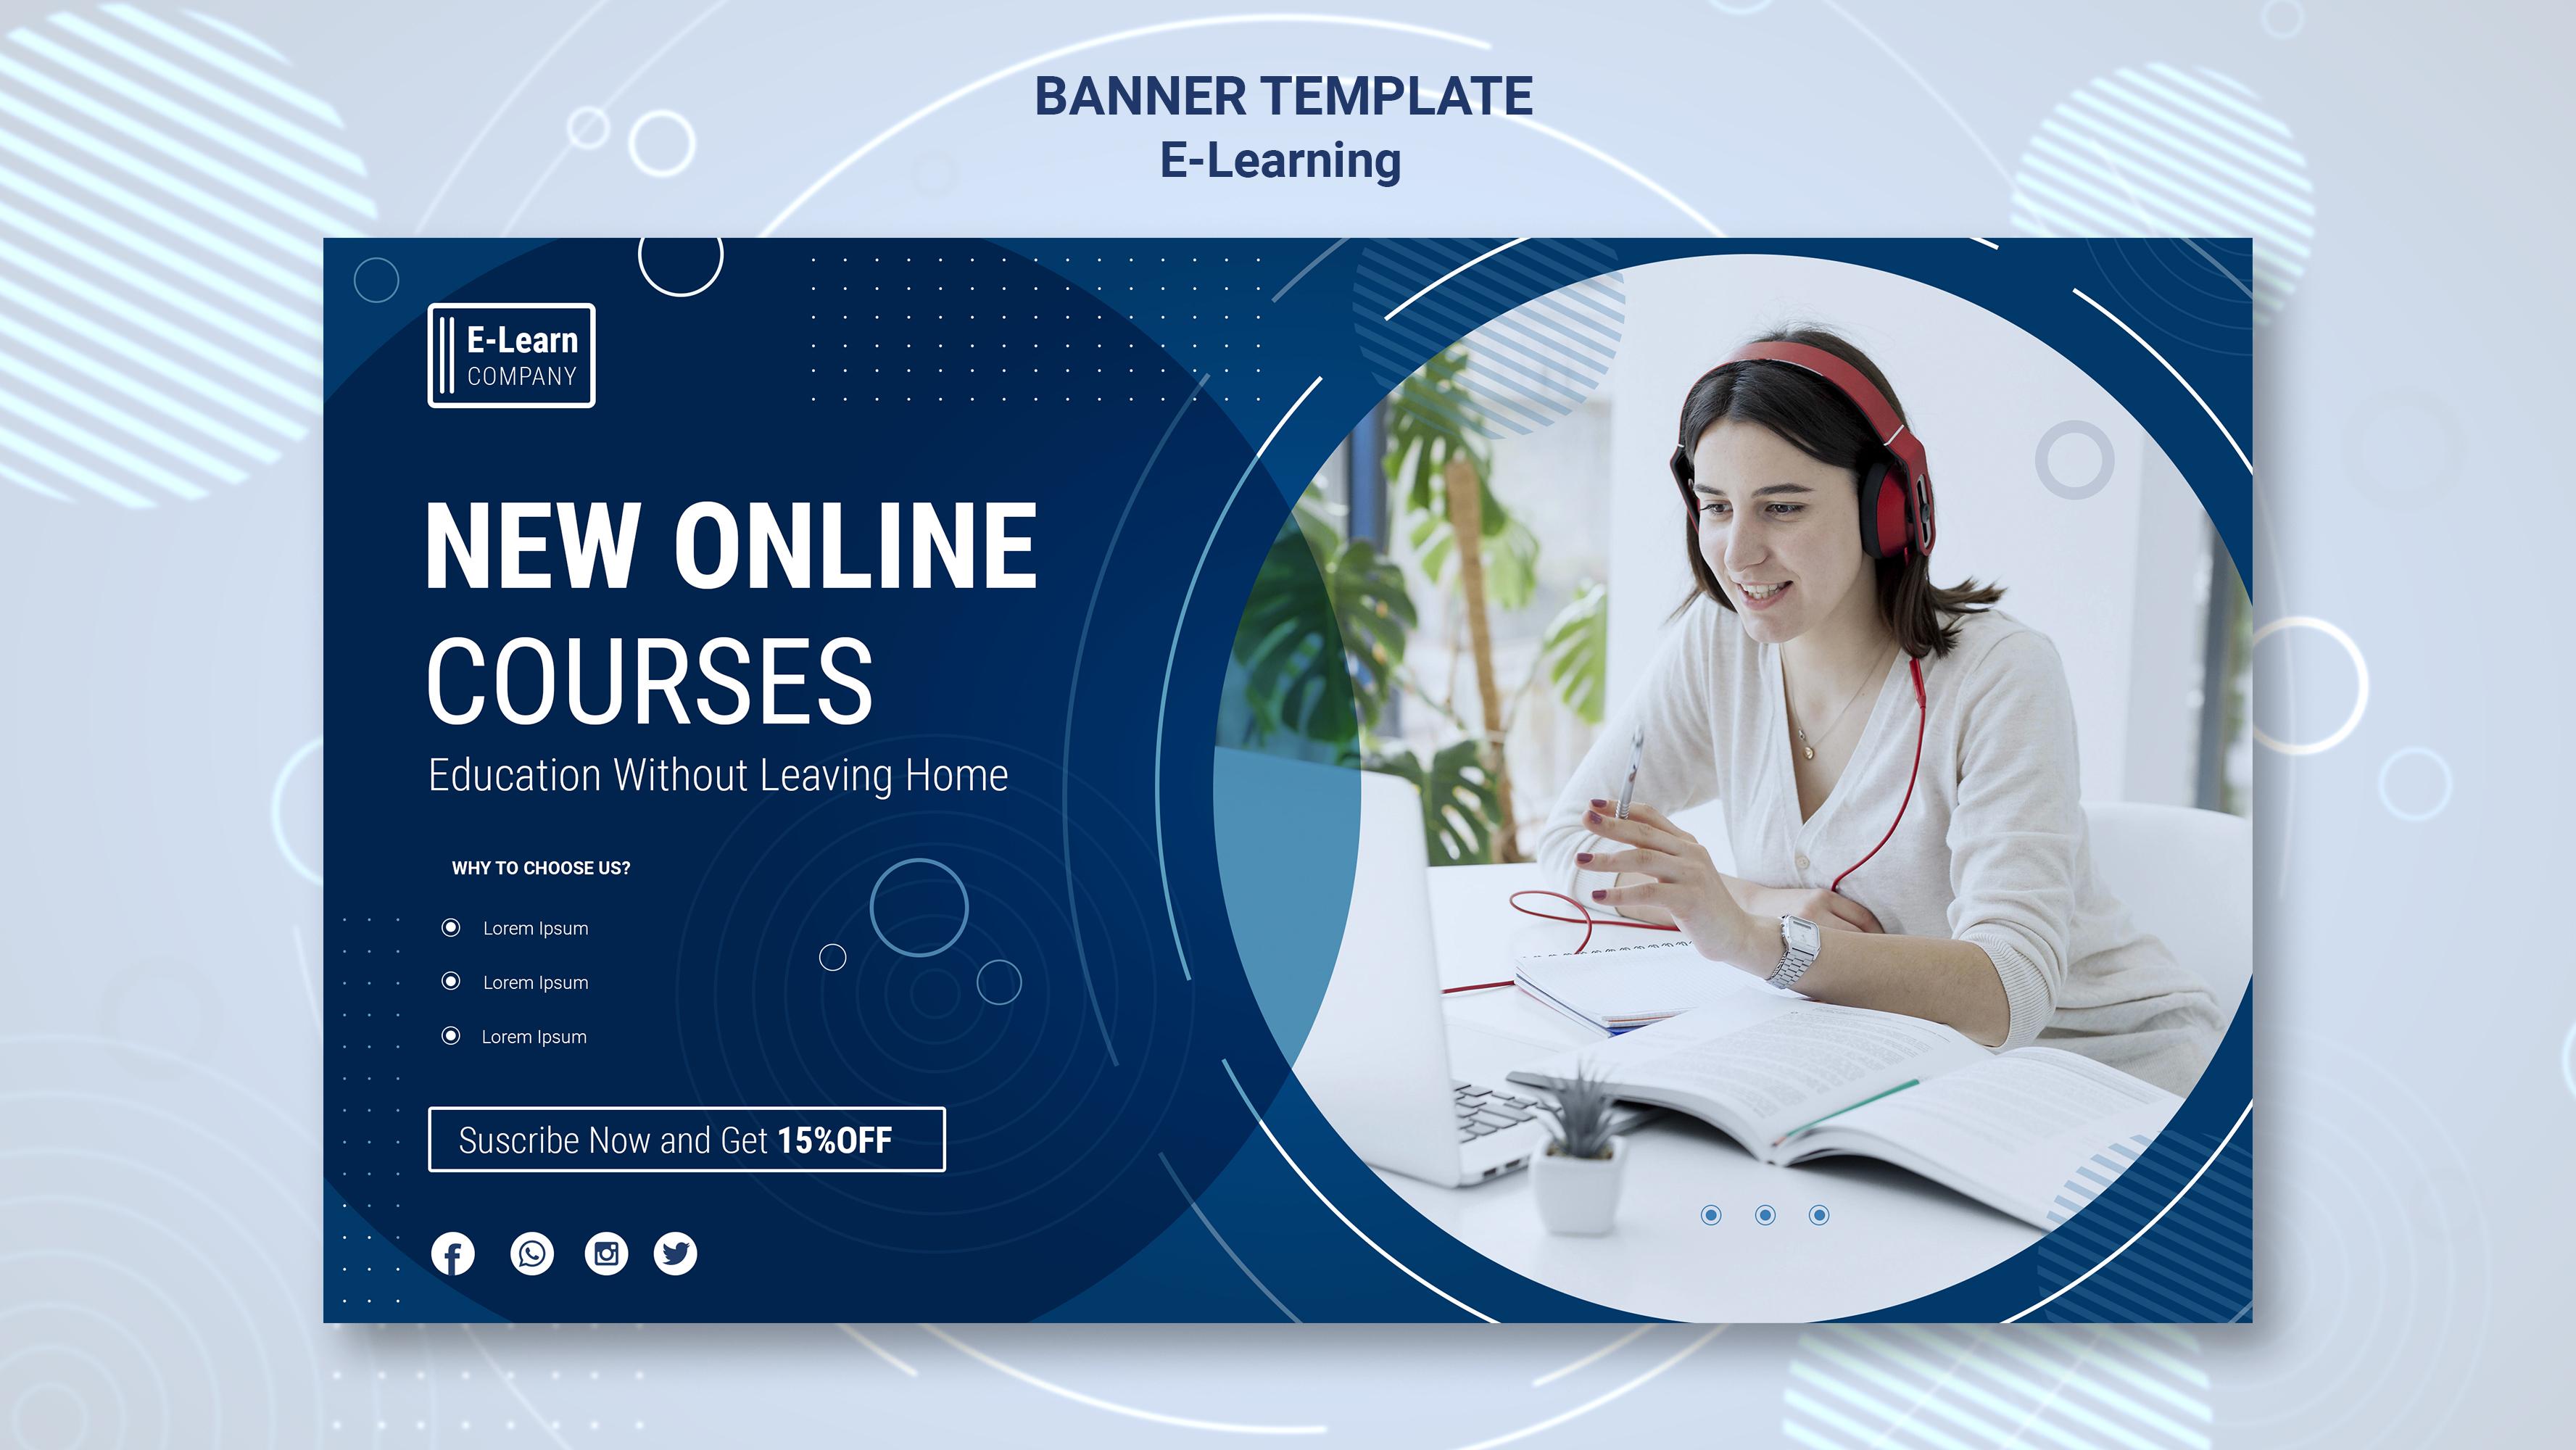 BANNER TEMPLATE
E-Learning
E-Learn
COMPANY
NEW ONLINE
COURSES
Education Without Leaving Home
WHY TO CHOOSE US?
Lorem Ipsum
Lorem Ipsum
Lorem Ipsum
Suscribe Now and Get 15%OFF